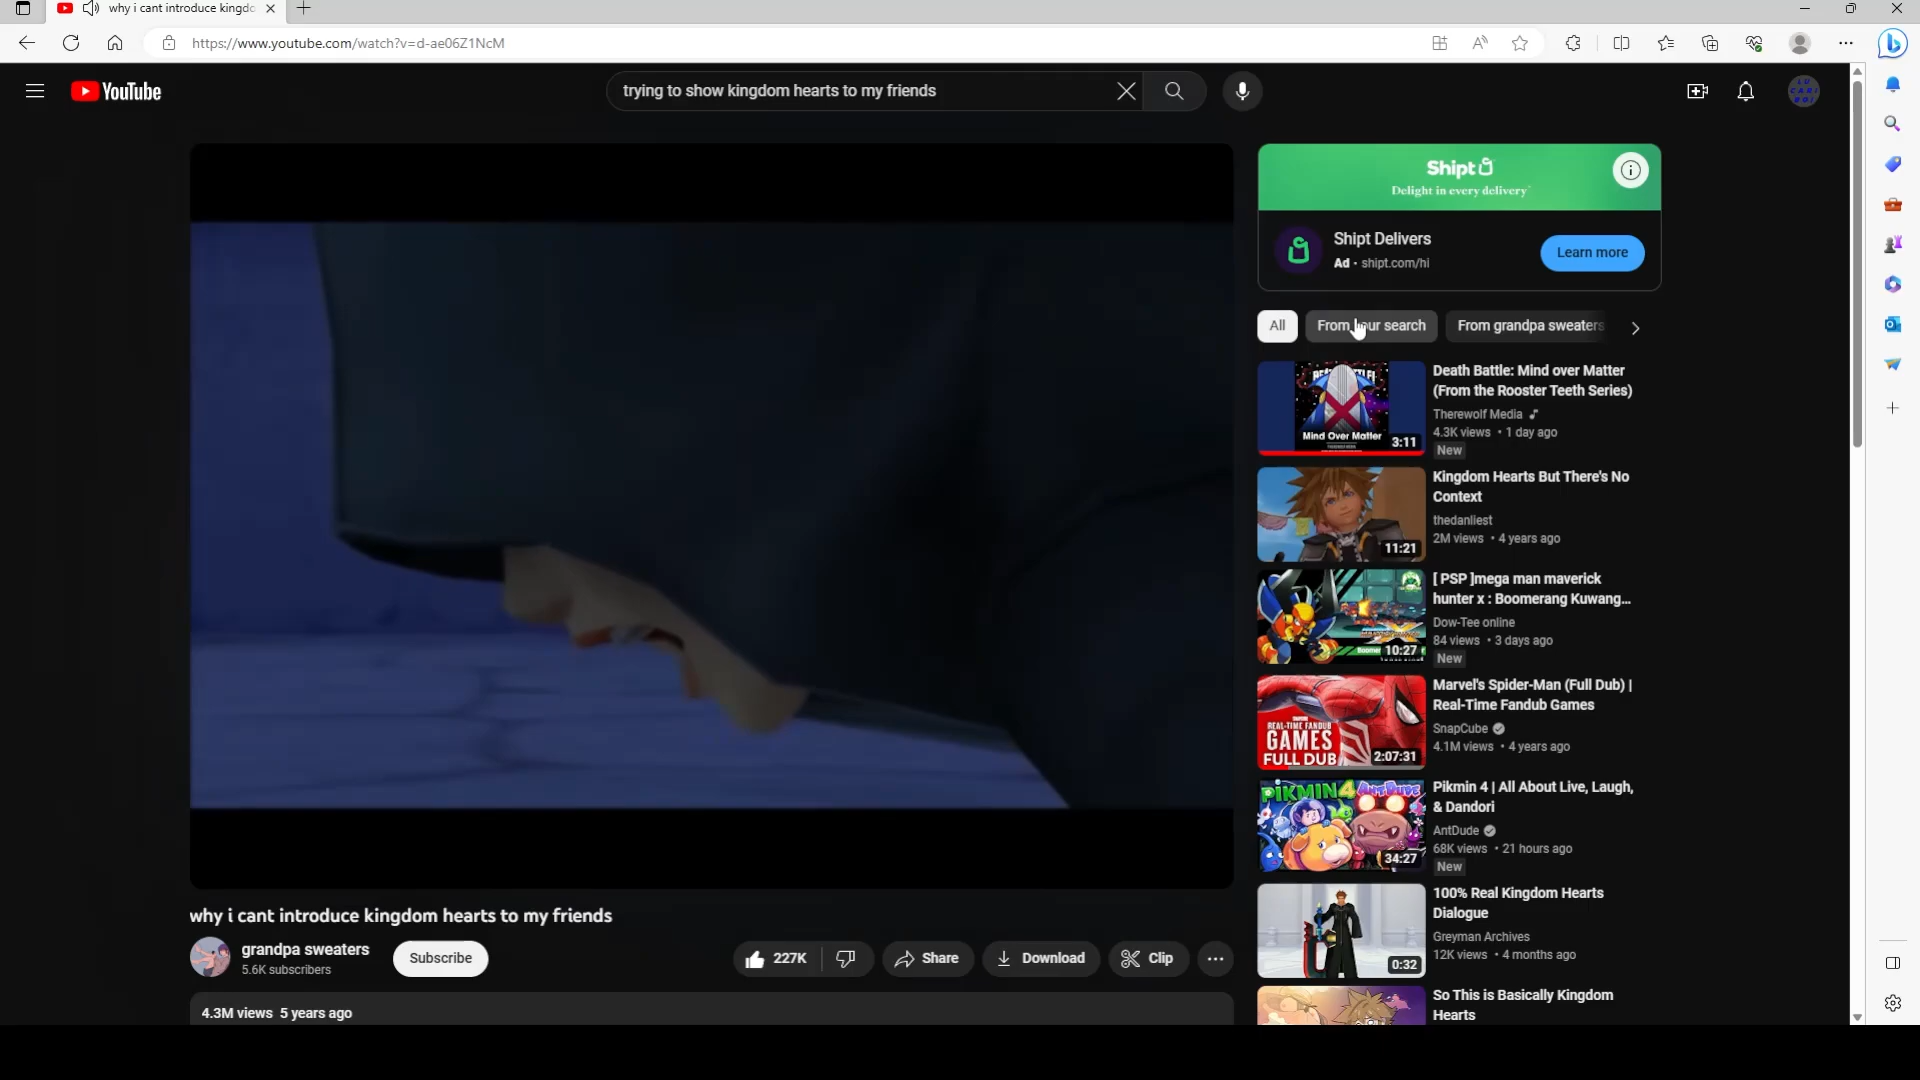 why i cant introduce kingdo
https://www.youtube.com/watch?v=d-ae06Z1NcM
YouTube
trying to show kingdom hearts to my friends
Shipt
Delight in every delivery
Shipt Delivers
Ad · shipt.com/hi
Learn more
All
From your search
From grandpa sweaters
Death Battle: Mind over Matter
(From the Rooster Teeth Series)
Therewolf Media
4.3K views • 1 day ago
New
Mind Over Matter
3:11
Kingdom Hearts But There's No
Context
thedanliest
2M views • 4 years ago
11:21
[ PSP ]mega man maverick
hunter x : Boomerang Kuwang...
Dow-Tee online
84 views • 3 days ago
New
10:27
Marvel's Spider-Man (Full Dub) |
Real-Time Fandub Games
SnapCube
4.1M views • 4 years ago
REAL-TIME FANDUB
GAMES
FULL DUB
2:07:31
Pikmin 4 | All About Live, Laugh,
& Dandori
AntDude
68K views • 21 hours ago
New
PIKMIN 4
ANTDUDE
34:27
100% Real Kingdom Hearts
Dialogue
Greyman Archives
12K views • 4 months ago
0:32
So This is Basically Kingdom
Hearts
why i cant introduce kingdom hearts to my friends
grandpa sweaters
5.6K subscribers
Subscribe
227K
Share
Download
Clip
4.3M views 5 years ago